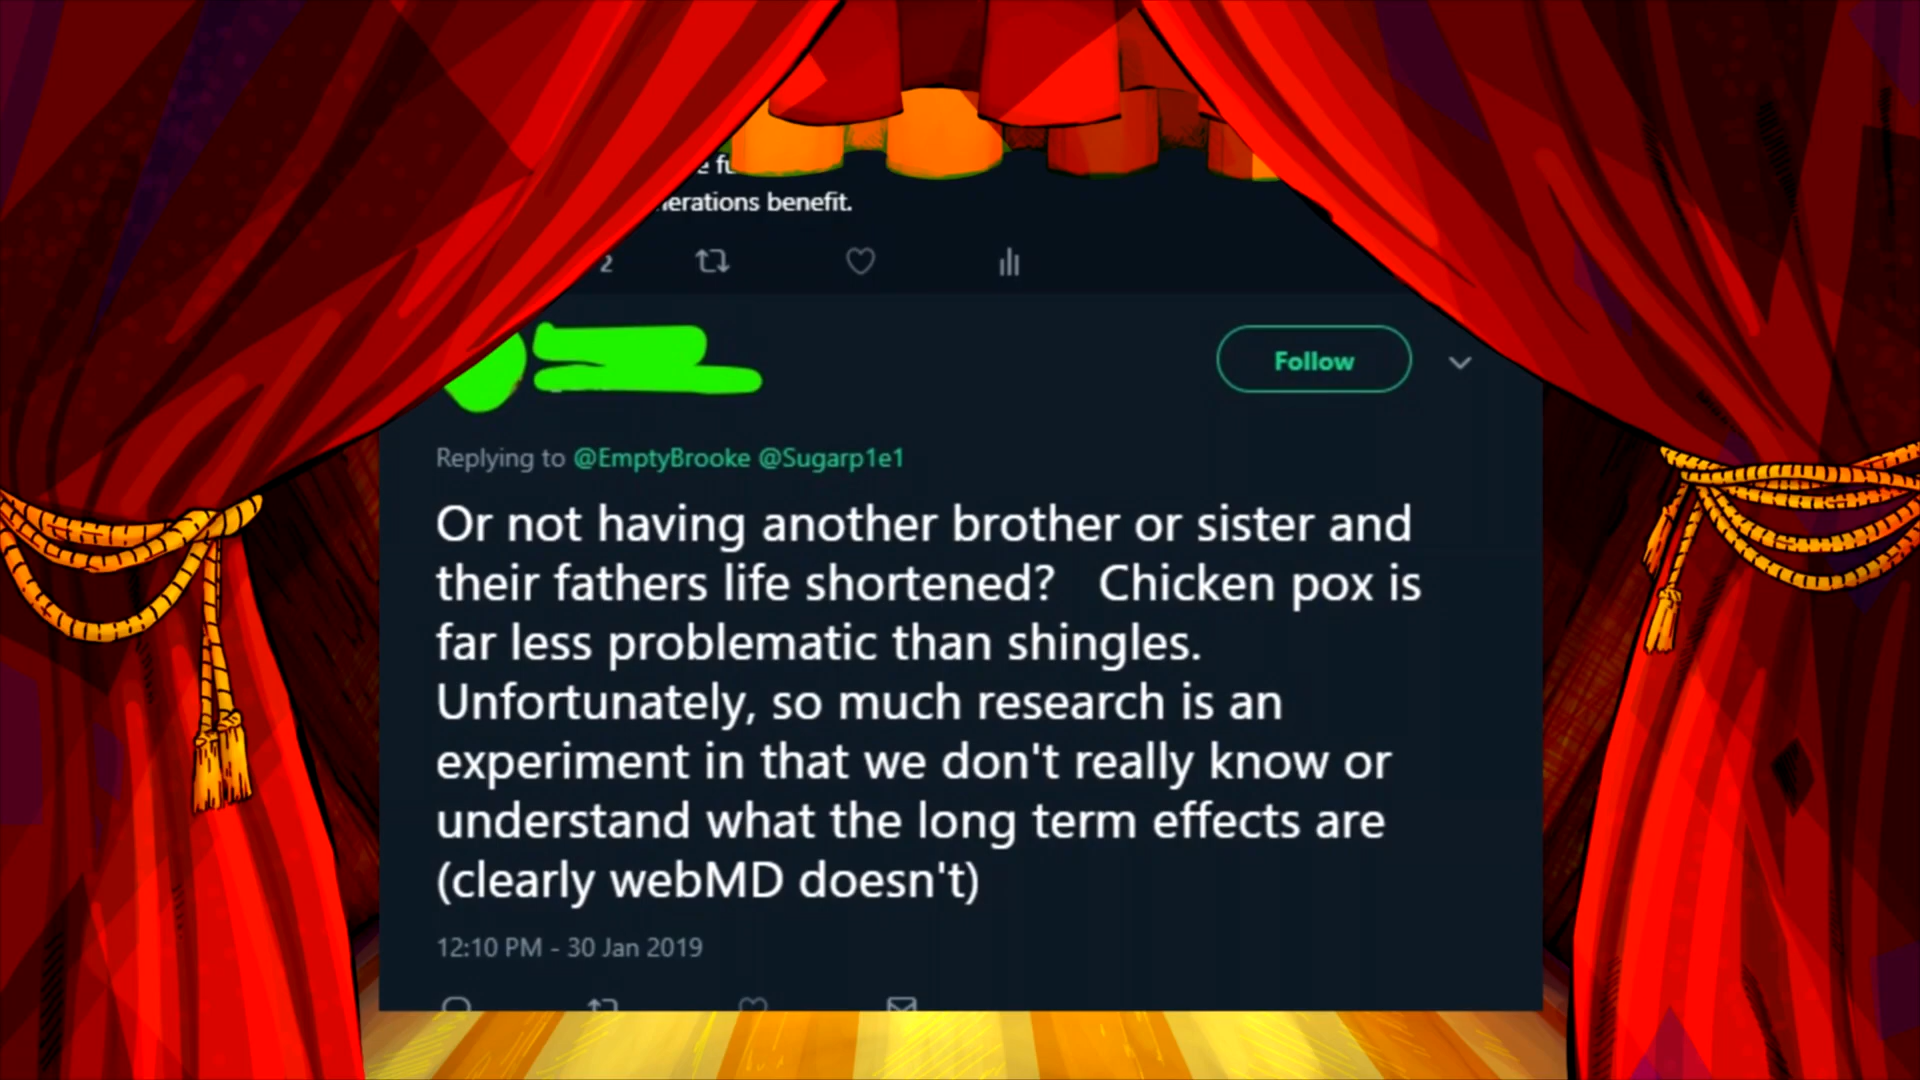 benefit.
2
Follow
Replying to @EmptyBrooke @Sugarp1e1
Or not having another brother or sister and
their fathers life shortened?   Chicken pox is
far less problematic than shingles.
Unfortunately, so much research is an
experiment in that we don't really know or
understand what the long term effects are
(clearly webMD doesn't)
12:10 PM - 30 Jan 2019